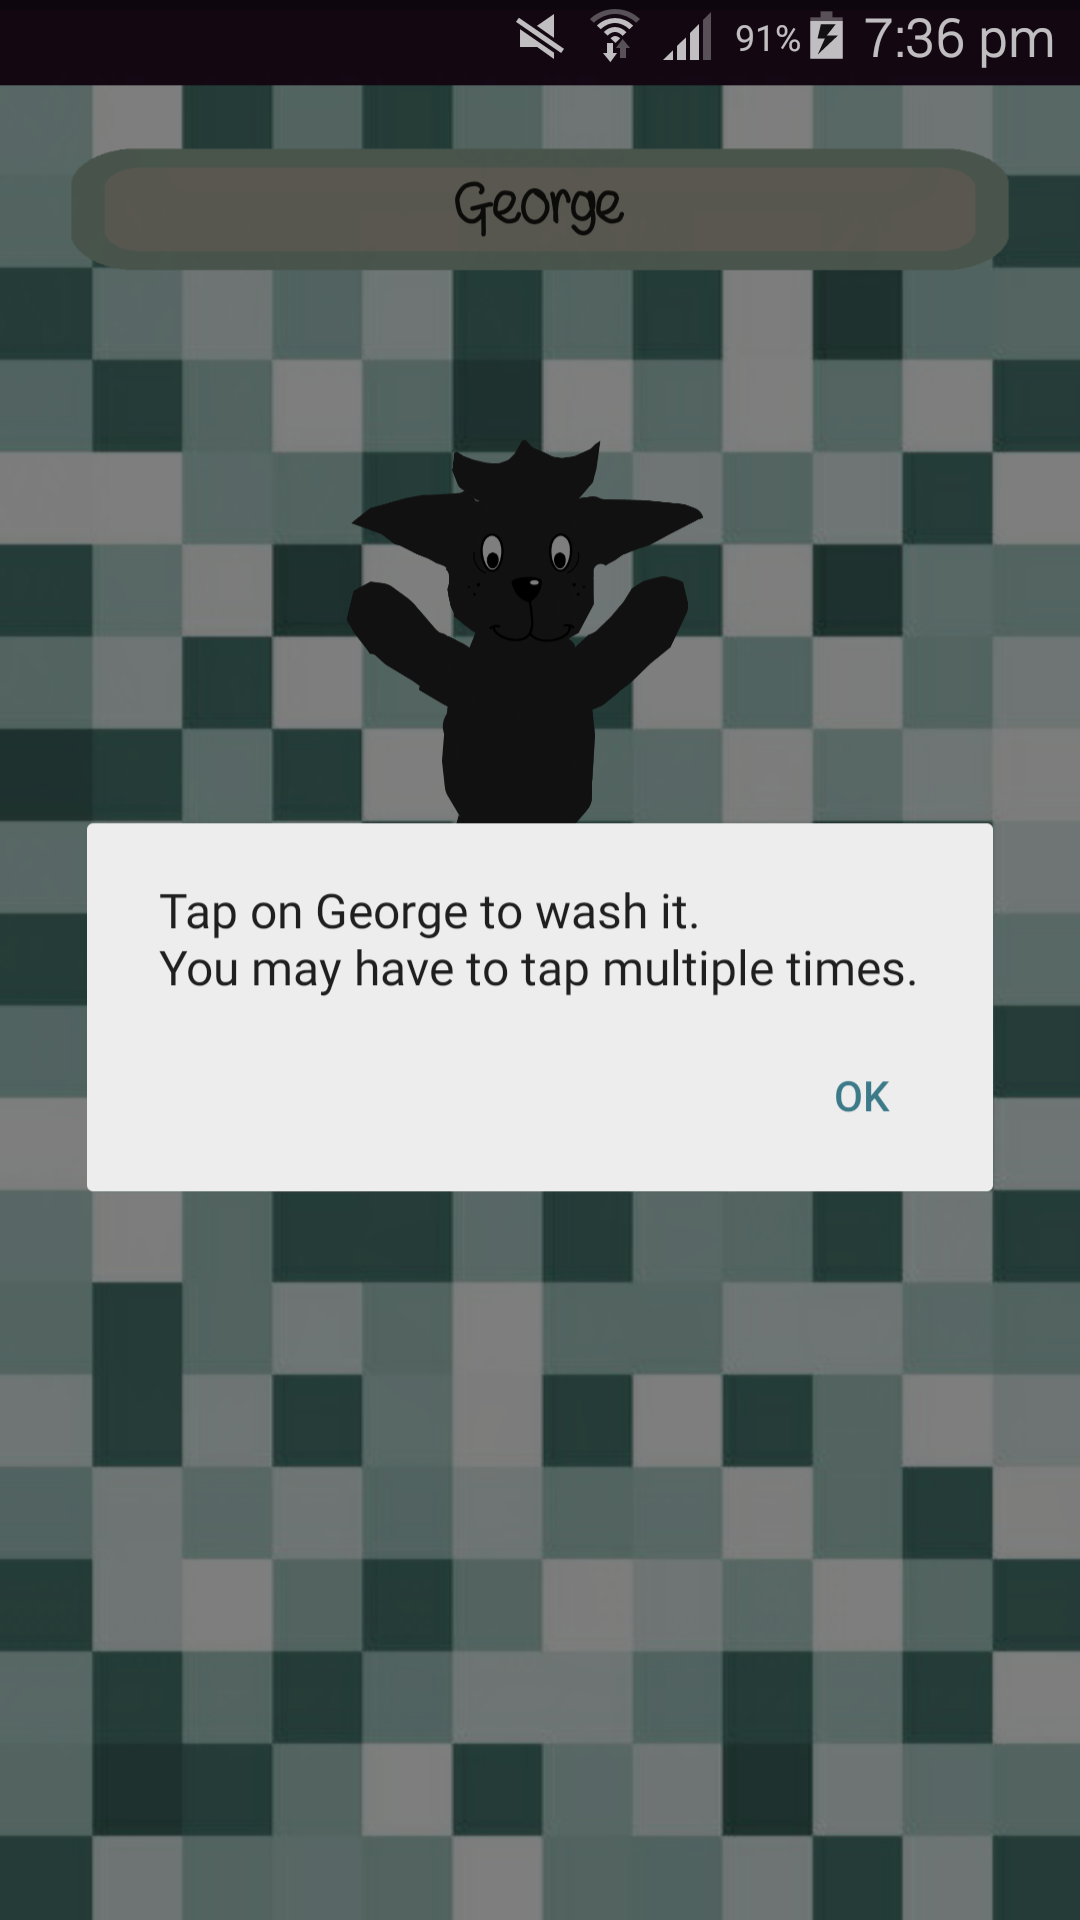 91% 7:36 pm
George
Tap on George to wash it.
You may have to tap multiple times.
OK